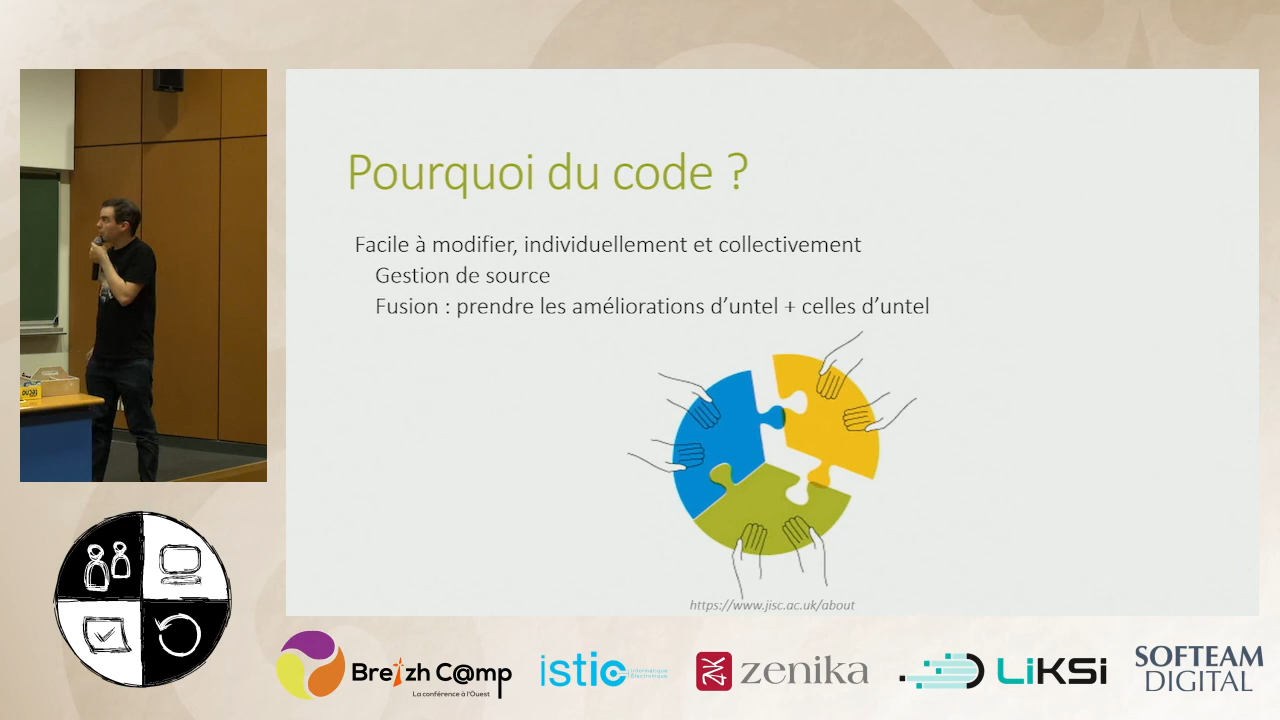 Pourquoi du code ?
Facile à modifier, individuellement et collectivement
Gestion de source
Fusion : prendre les améliorations d’untel + celles d’untel
https://www.jisc.ac.uk/about
Breizh C@mp
La conférence à l'Ouest
istic
Informatique
Électronique
zenika
LiKSi
SOFTEAM
DIGITAL